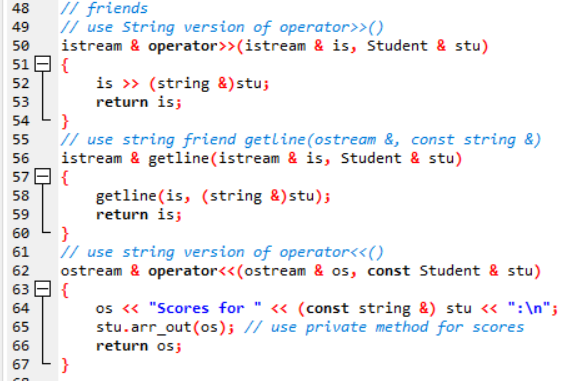 48 // friends
49 // use String version of operator>>()
50 istream & operator>>(istream & is, Student & stu)
51 {
52 is >> (string &)stu;
53 return is;
54 }
55 // use string friend getline(ostream &, const string &)
56 istream & getline(istream & is, Student & stu)
57 {
58 getline(is, (string &)stu);
59 return is;
60 }
61 // use string version of operator<<()
62 ostream & operator<<(ostream & os, const Student & stu)
63 {
64 os << "Scores for " << (const string &) stu << ":\n";
65 stu.arr_out(os); // use private method for scores
66 return os;
67 }